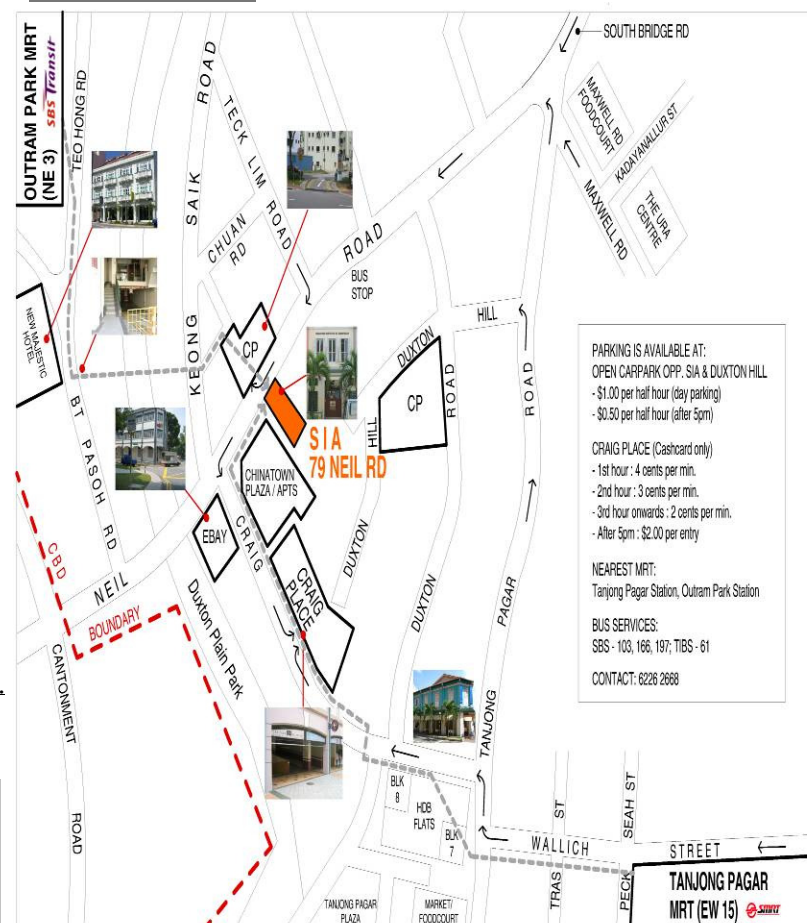 OUTRAM PARK MRT
(NE 3)
SBS Transit
TEO HONG RD
SOUTH BRIDGE RD
MAXWELL RD
FOODCOURT
KADAYANALLUR ST
THE URA
CENTRE
MAXWELL RD
KEONG SAIK ROAD
TECK LIM ROAD
CHUAN
RD
NEIL ROAD
BUS
STOP
CP
NEW MAJESTIC
HOTEL
BT PASOH RD
DUXTON HILL
DUXTON ROAD
CP
SIA
79 NEIL RD
CHINATOWN
PLAZA / APTS
EBAY
CRAIG
CRAIG
PLACE
DUXTON HILL
TANJONG PAGAR ROAD
CBD
BOUNDARY
Duxton Plain Park
CANTONMENT ROAD
PARKING IS AVAILABLE AT:
OPEN CARPARK OPP. SIA & DUXTON HILL
- $1.00 per half hour (day parking)
- $0.50 per half hour (after 5pm)
CRAIG PLACE (Cashcard only)
- 1st hour : 4 cents per min.
- 2nd hour : 3 cents per min.
- 3rd hour onwards : 2 cents per min.
- After 5pm : $2.00 per entry
NEAREST MRT:
Tanjong Pagar Station, Outram Park Station
BUS SERVICES:
SBS - 103, 166, 197; TIBS - 61
CONTACT: 6226 2668
BLK
8
HDB
FLATS
BLK
7
WALLICH STREET
TRAS ST
PECK SEAH ST
TANJONG PAGAR
PLAZA
MARKET/
FOODCOURT
TANJONG PAGAR
MRT (EW 15)
SMRT